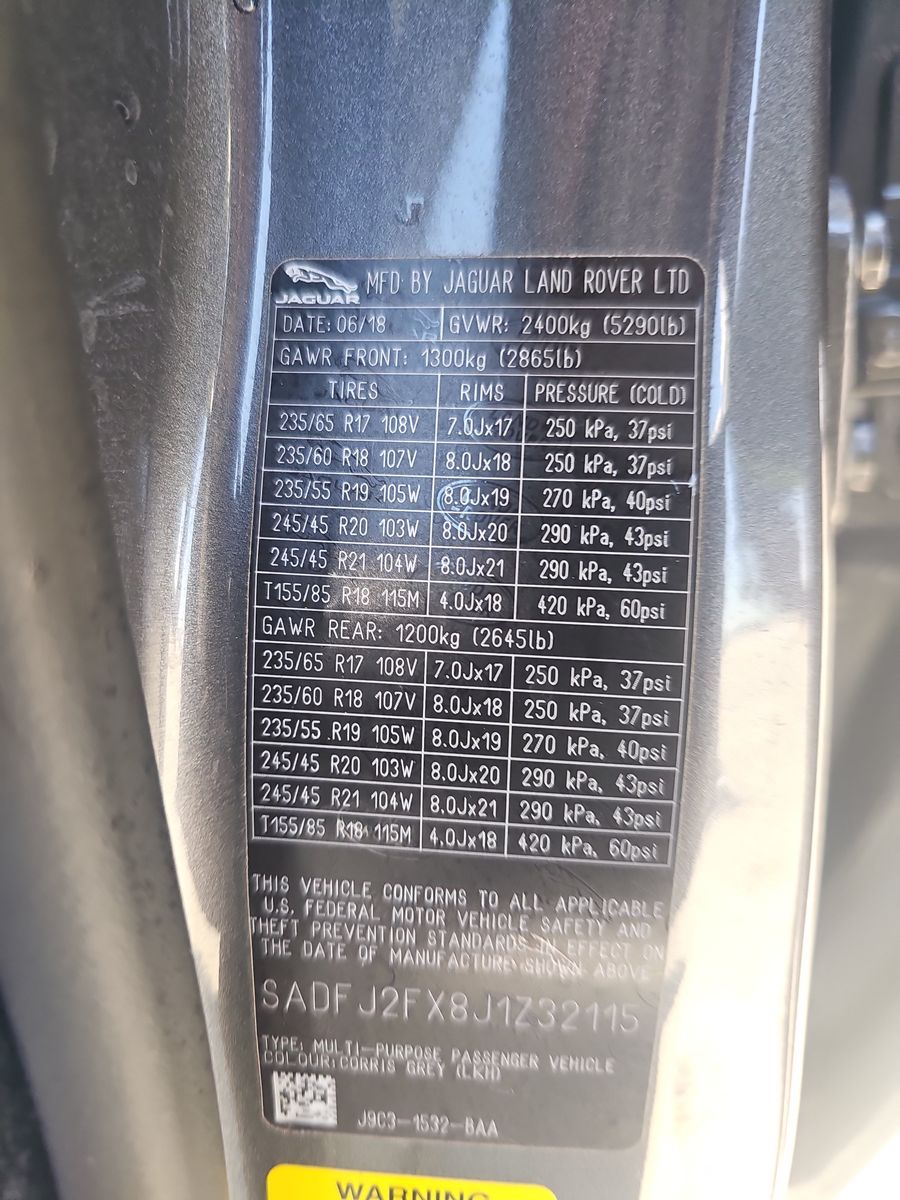 JAGUAR MFD BY JAGUAR LAND ROVER LTD
DATE: 06/18 GVWR: 2400kg (5290lb)
GAWR FRONT: 1300kg (2865lb)
TIRES RIMS PRESSURE (COLD)
235/65 R17 108V 7.0Jx17 250 kPa, 37psi
235/60 R18 107V 8.0Jx18 250 kPa, 37psi
235/55 R19 105W 8.0Jx19 270 kPa, 40psi
245/45 R20 103W 8.0Jx20 290 kPa, 43psi
245/45 R21 104W 8.0Jx21 290 kPa, 43psi
T155/85 R18 115M 4.0Jx18 420 kPa, 60psi
GAWR REAR: 1200kg (2645lb)
235/65 R17 108V 7.0Jx17 250 kPa, 37psi
235/60 R18 107V 8.0Jx18 250 kPa, 37psi
235/55 R19 105W 8.0Jx19 270 kPa, 40psi
245/45 R20 103W 8.0Jx20 290 kPa, 43psi
245/45 R21 104W 8.0Jx21 290 kPa, 43psi
T155/85 R18 115M 4.0Jx18 420 kPa, 60psi
THIS VEHICLE CONFORMS TO ALL APPLICABLE
U.S. FEDERAL MOTOR VEHICLE SAFETY AND
THEFT PREVENTION STANDARDS IN EFFECT ON
THE DATE OF MANUFACTURE SHOWN ABOVE
SADFJ2FX8J1Z32115
TYPE: MULTI-PURPOSE PASSENGER VEHICLE
COLOUR:CORRIS GREY (LKH)
J9C3-1532-BAA
WARNING